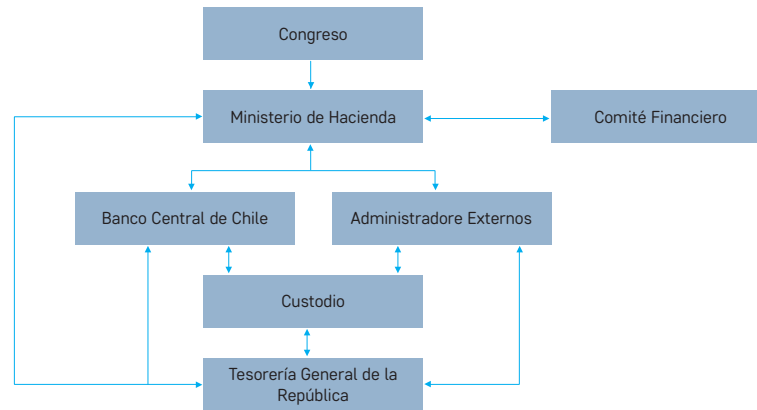 Congreso
Ministerio de Hacienda
Comité Financiero
Banco Central de Chile
Administradore Externos
Custodio
Tesorería General de la
República